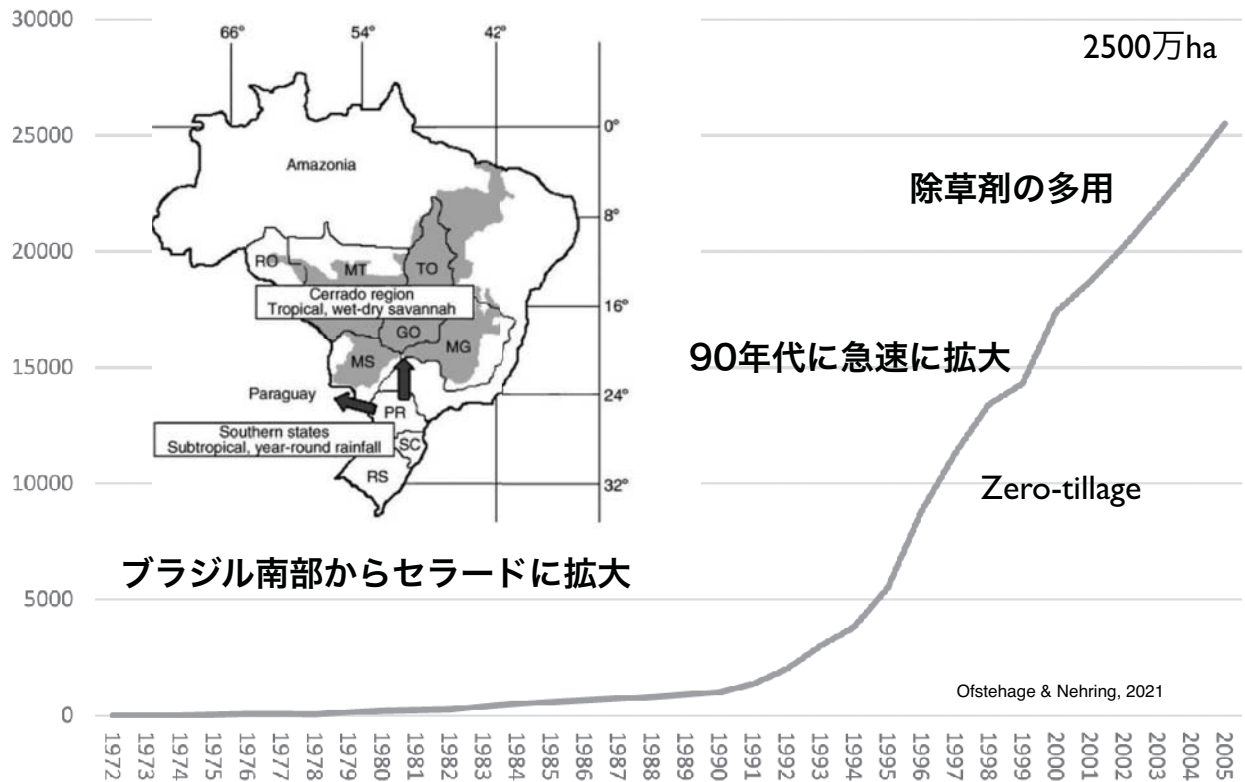 30000
25000
20000
15000
10000
5000
0
66°
54°
42°
0°
8°
16°
24°
32°
Amazonia
RO
MT
TO
Cerrado region
Tropical, wet-dry savannah
GO
MS
MG
Paraguay
PR
Southern states
Subtropical, year-round rainfall
SC
RS
2500万ha
除草剤の多用
90年代に急速に拡大
Zero-tillage
ブラジル南部からセラードに拡大
Ofstehage & Nehring, 2021
1972
1973
1974
1975
1976
1977
1978
1979
1980
1981
1982
1983
1984
1985
1986
1987
1988
1989
1990
1991
1992
1993
1994
1995
1996
1997
1998
1999
2000
2001
2002
2003
2004
2005